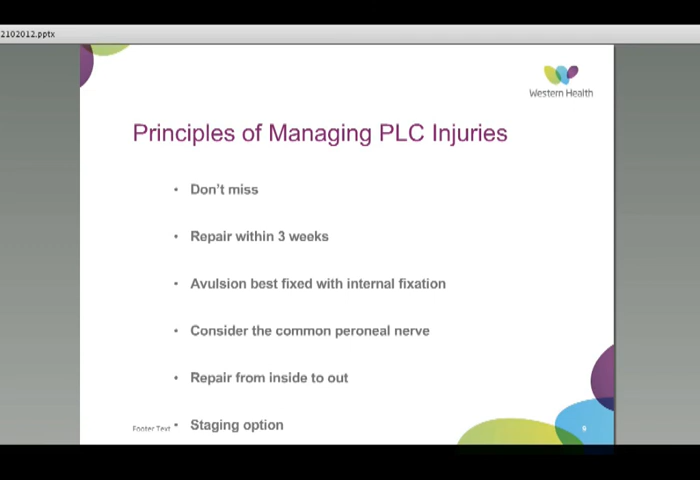 2102012.pptx
Western Health
Principles of Managing PLC Injuries
• Don't miss
• Repair within 3 weeks
• Avulsion best fixed with internal fixation
• Consider the common peroneal nerve
• Repair from inside to out
• Staging option
Footer Text
9